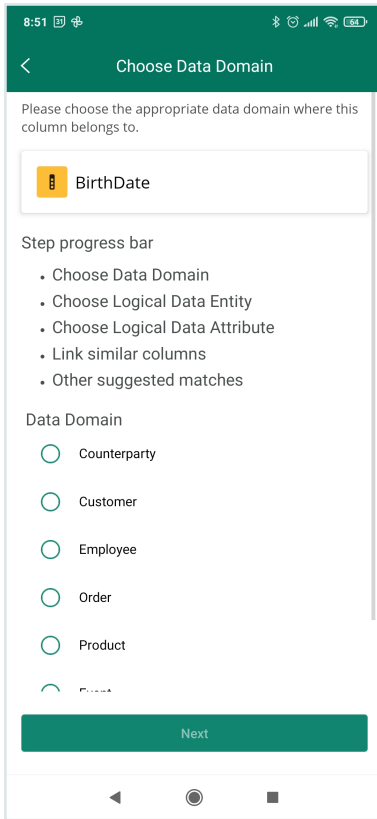 8:51 31 64
Choose Data Domain
Please choose the appropriate data domain where this
column belongs to.
BirthDate
Step progress bar
• Choose Data Domain
• Choose Logical Data Entity
• Choose Logical Data Attribute
• Link similar columns
• Other suggested matches
Data Domain
Counterparty
Customer
Employee
Order
Product
Next